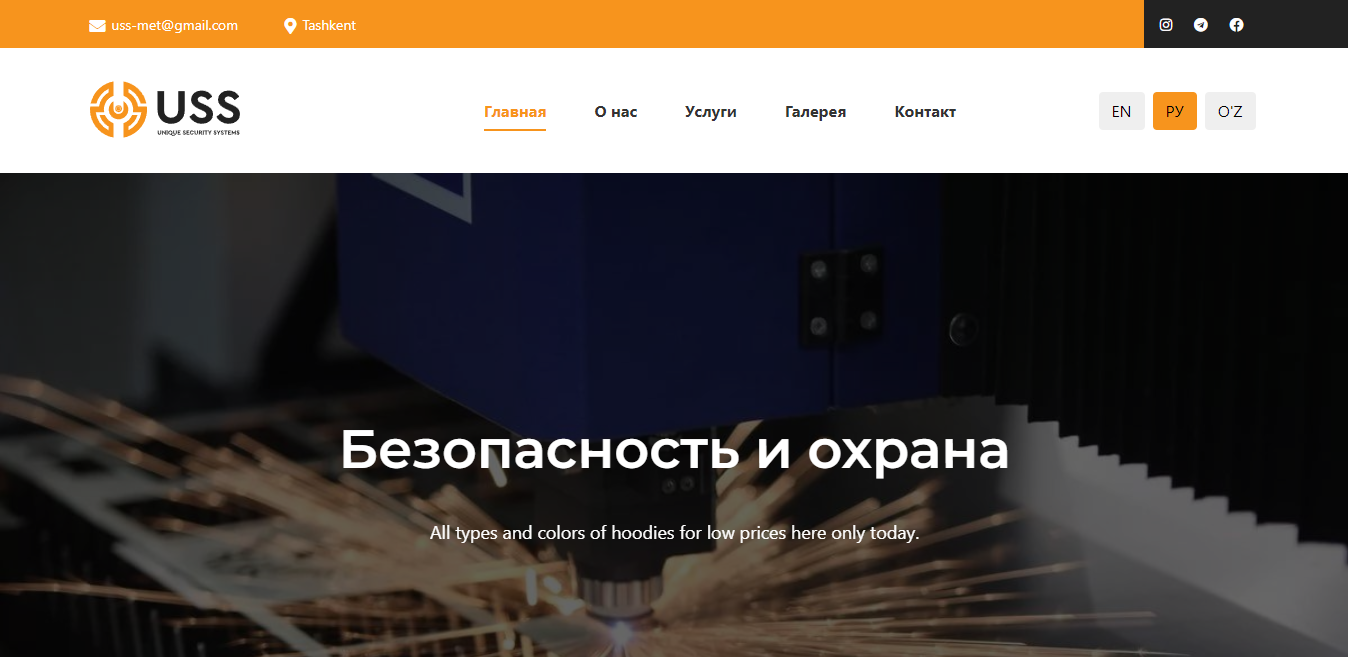 uss-met@gmail.com Tashkent
USS
UNIQUE SECURITY SYSTEMS
Главная О нас Услуги Галерея Контакт
EN РУ O'Z
Безопасность и охрана
All types and colors of hoodies for low prices here only today.